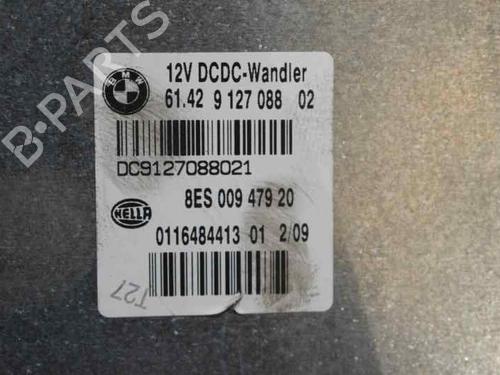 BMW
12V DCDC-Wandler
61.42 9 127 088 02
DC9127088021
8ES 009 479 20
HELLA
0116484413 01 2/09
T27
B-PARTS